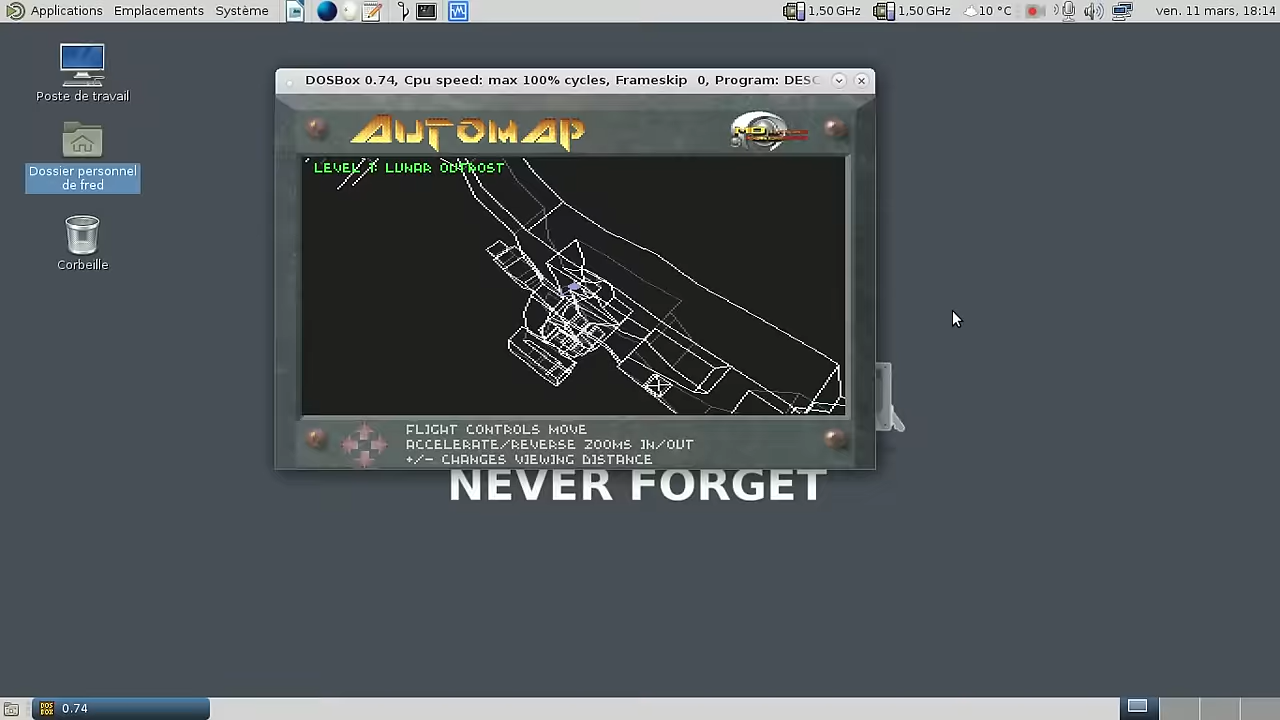 Applications Emplacements Système 1,50 GHz 1,50 GHz 10 °C ven. 11 mars, 18:14
Poste de travail
Dossier personnel
de fred
Corbeille
DOSBox 0.74, Cpu speed: max 100% cycles, Frameskip 0, Program: DESC
AUTOMAP
LEVEL 1: LUNAR OUTPOST
FLIGHT CONTROLS MOVE
ACCELERATE/REVERSE ZOOMS IN/OUT
+/- CHANGES VIEWING DISTANCE
NEVER FORGET
DOS
BOX
0.74